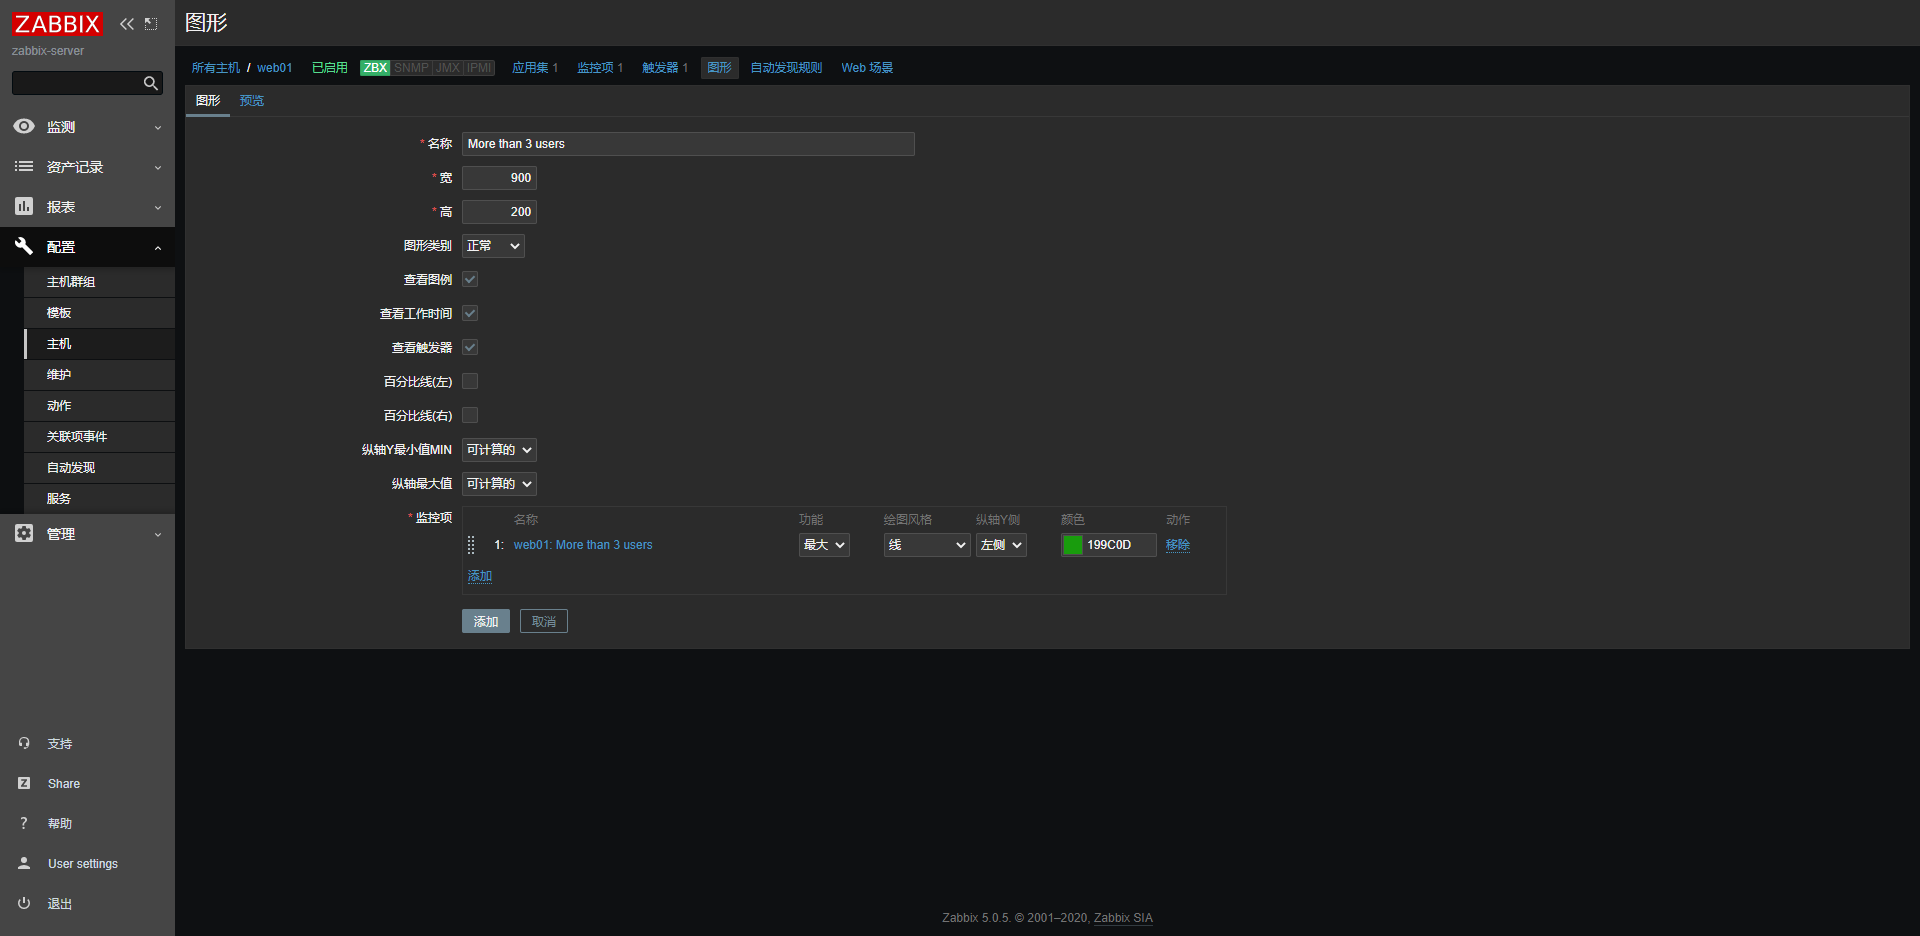 ZABBIX
zabbix-server
监测
资产记录
报表
配置
主机群组
模板
主机
维护
动作
关联项事件
自动发现
服务
管理
支持
Share
帮助
User settings
退出
图形
所有主机 / web01 已启用 ZBX SNMP JMX IPMI 应用集 1 监控项 1 触发器 1 图形 自动发现规则 Web 场景
图形 预览
* 名称 More than 3 users
* 宽 900
* 高 200
图形类别 正常
查看图例
查看工作时间
查看触发器
百分比线(左)
百分比线(右)
纵轴Y最小值MIN 可计算的
纵轴最大值 可计算的
* 监控项 名称 功能 绘图风格 纵轴Y侧 颜色 动作
1: web01: More than 3 users 最大 线 左侧 199C0D 移除
添加
添加 取消
Zabbix 5.0.5. © 2001–2020, Zabbix SIA